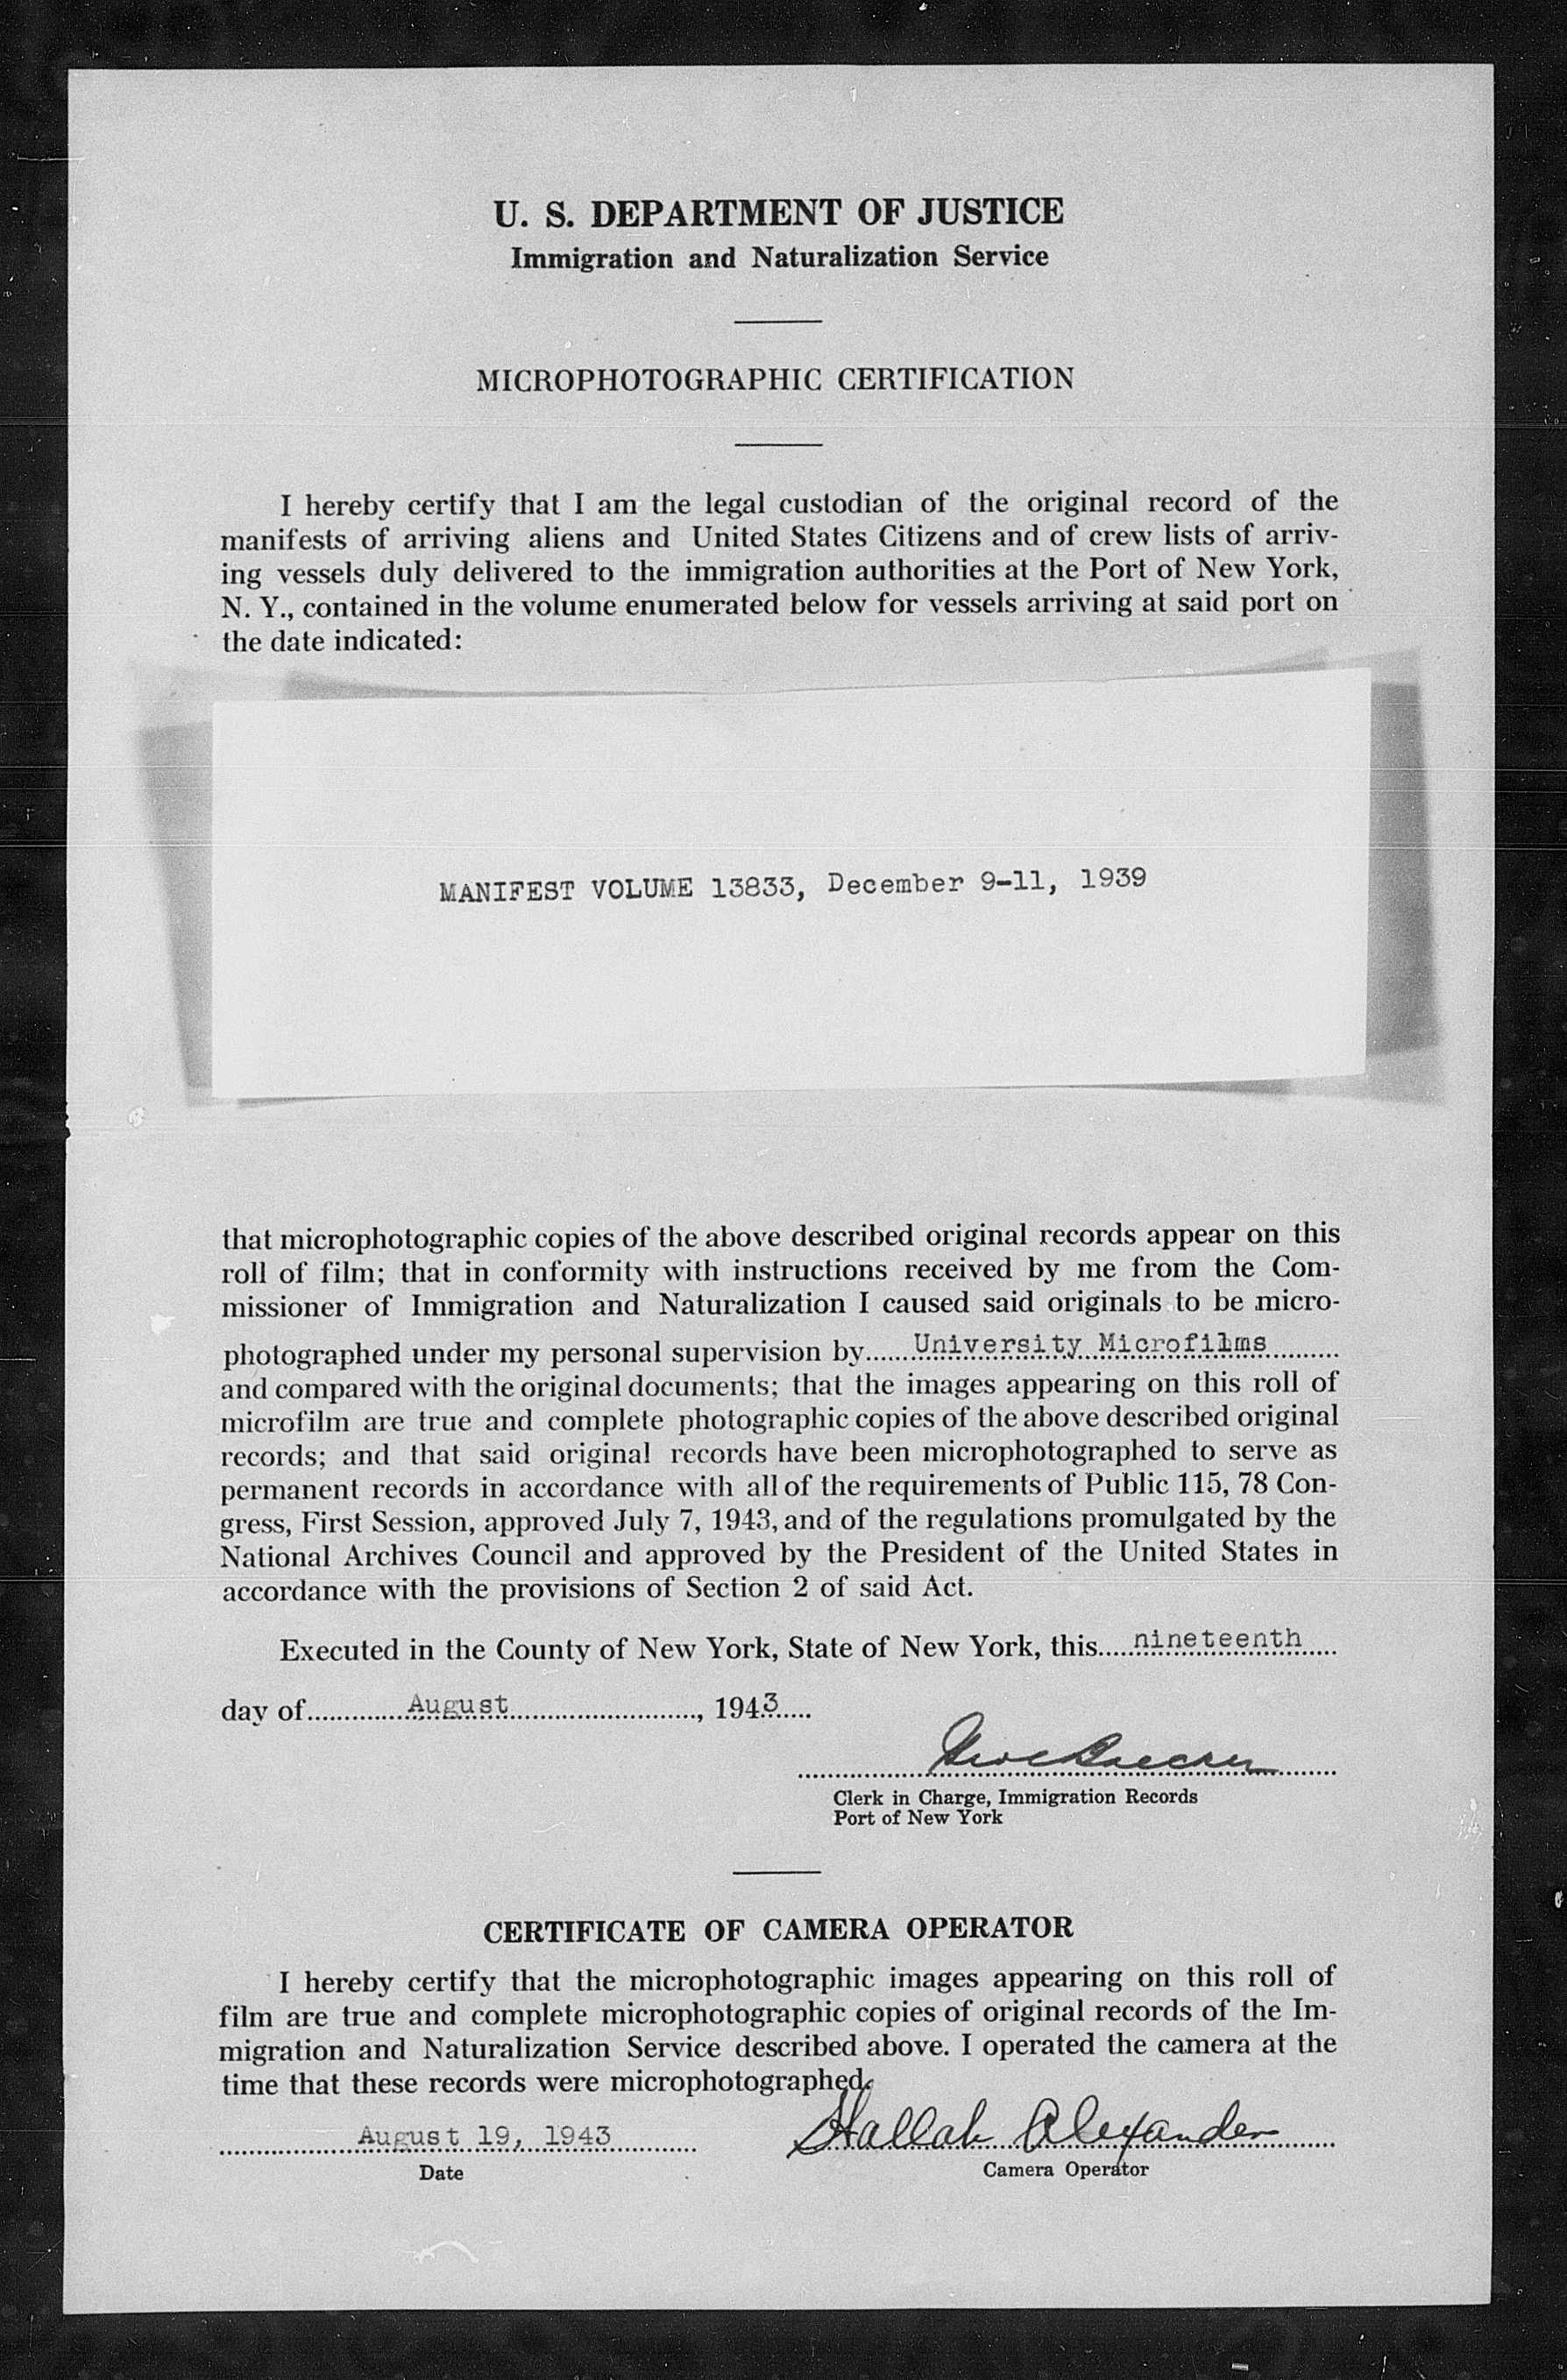 U. S. DEPARTMENT OF JUSTICE
Immigration and Naturalization Service
MICROPHOTOGRAPHIC CERTIFICATION
I hereby certify that I am the legal custodian of the original record of the
manifests of arriving aliens and United States Citizens and of crew lists of arriv-
ing vessels duly delivered to the immigration authorities at the Port of New York,
N. Y., contained in the volume enumerated below for vessels arriving at said port on
the date indicated:
MANIFEST VOLUME 13833, December 9-11, 1939
that microphotographic copies of the above described original records appear on this
roll of film; that in conformity with instructions received by me from the Com-
missioner of Immigration and Naturalization I caused said originals to be micro-
photographed under my personal supervision by......University Microfilms..........
and compared with the original documents; that the images appearing on this roll of
microfilm are true and complete photographic copies of the above described original
records; and that said original records have been microphotographed to serve as
permanent records in accordance with all of the requirements of Public 115, 78 Con-
gress, First Session, approved July 7, 1943, and of the regulations promulgated by the
National Archives Council and approved by the President of the United States in
accordance with the provisions of Section 2 of said Act.
Executed in the County of New York, State of New York, this.....nineteenth.....
day of..............August.........................., 1943......
Clerk in Charge, Immigration Records
Port of New York
CERTIFICATE OF CAMERA OPERATOR
I hereby certify that the microphotographic images appearing on this roll of
film are true and complete microphotographic copies of original records of the Im-
migration and Naturalization Service described above. I operated the camera at the
time that these records were microphotographed.
August 19, 1943 Hallah Alexander
Date Camera Operator